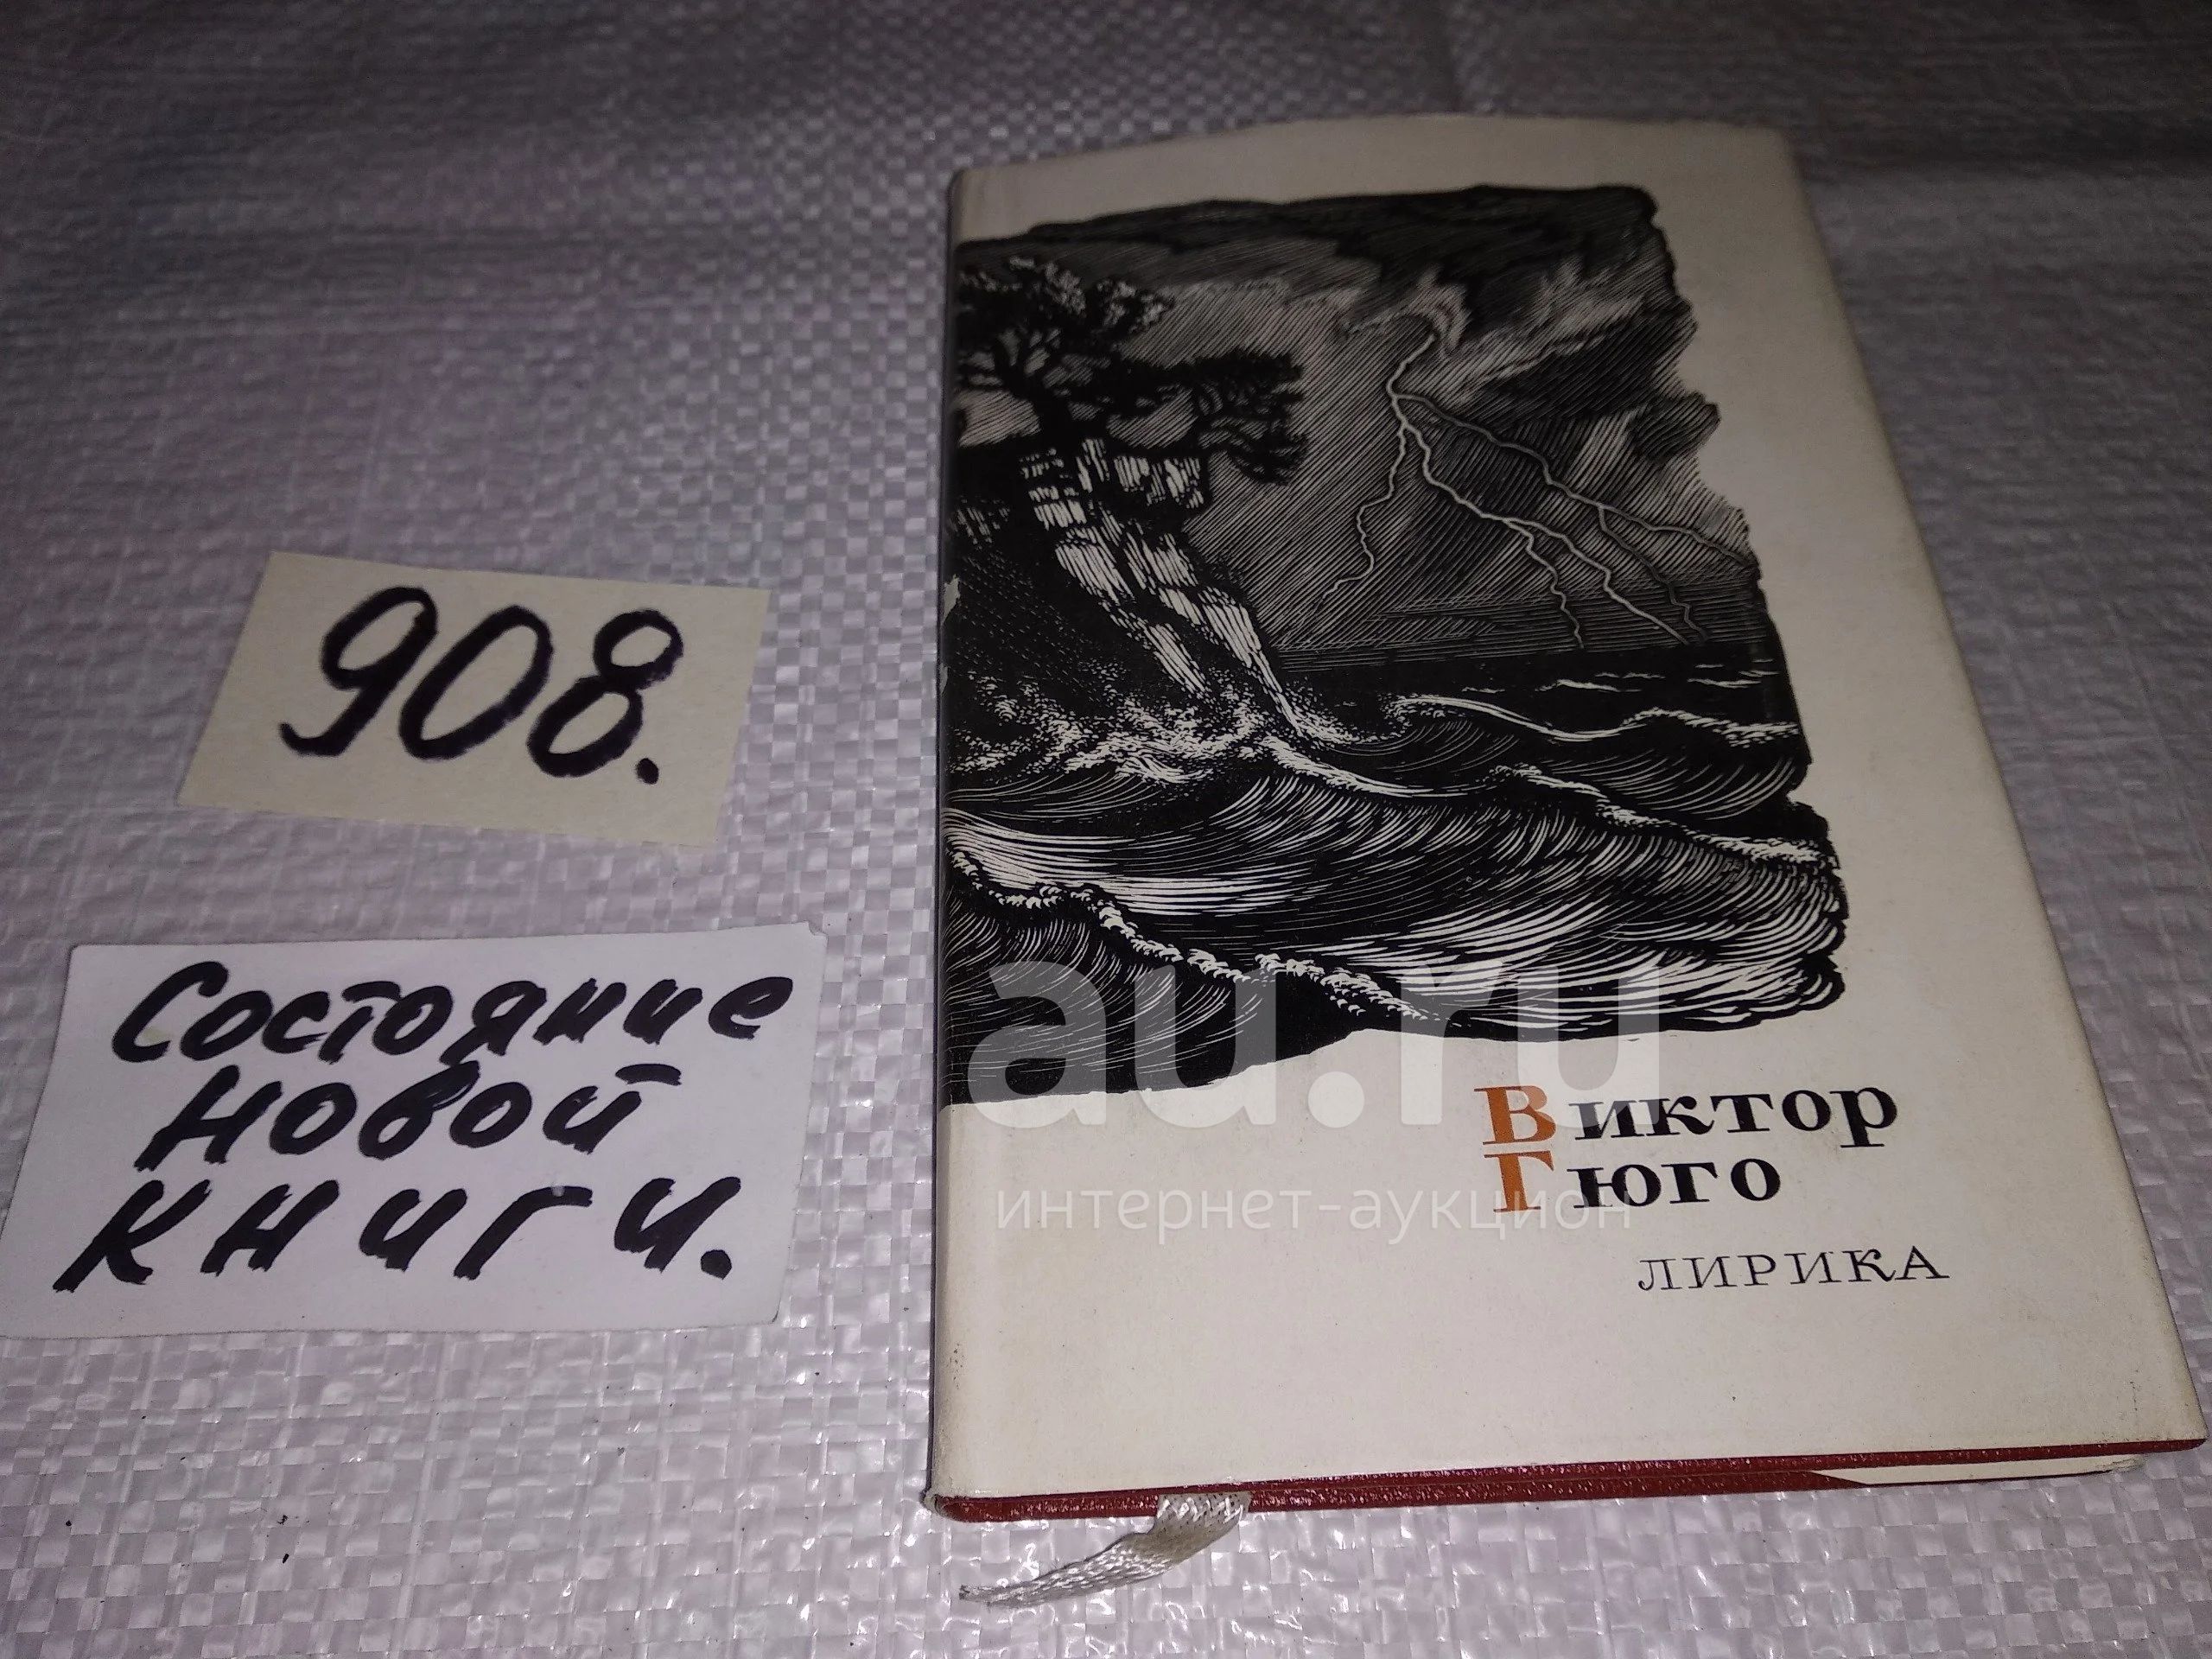 908.
Состояние
новой
книги.
Виктор
Гюго
ЛИРИКА
au.ru
интернет-аукцион